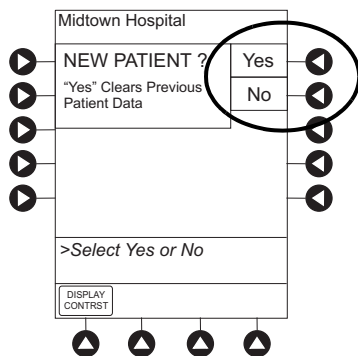 Midtown Hospital
NEW PATIENT ? Yes
“Yes” Clears Previous
Patient Data
No
>Select Yes or No
DISPLAY
CONTRST